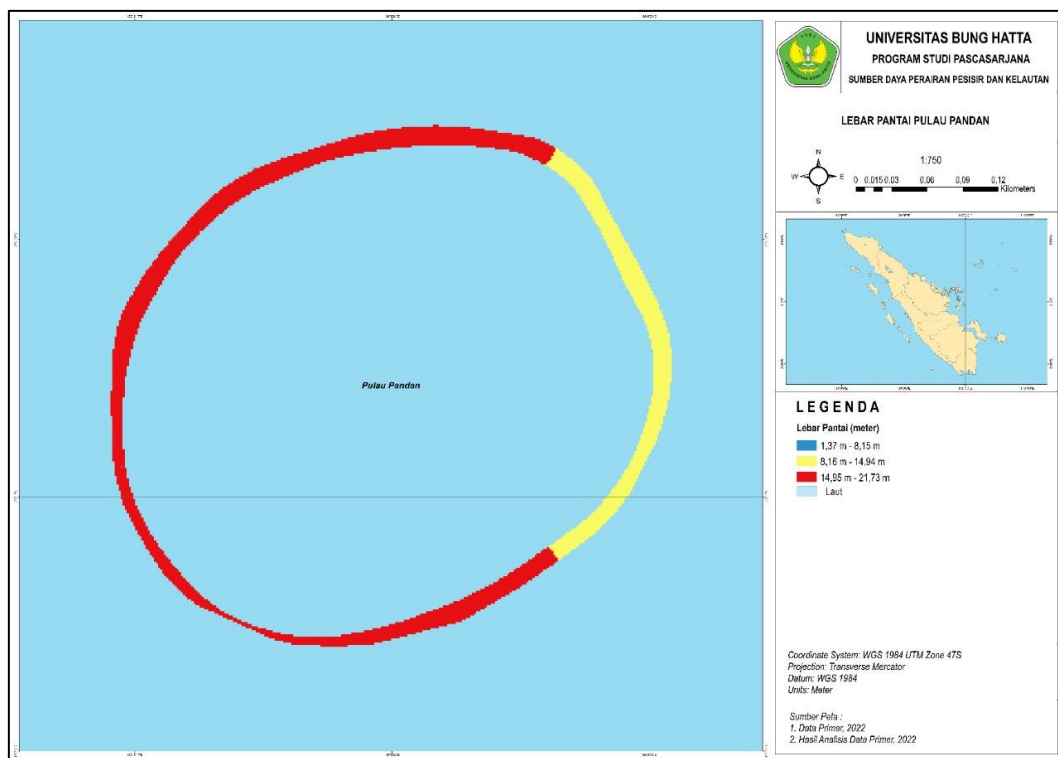 UNIVERSITAS BUNG HATTA
PROGRAM STUDI PASCASARJANA
SUMBER DAYA PERAIRAN PESISIR DAN KELAUTAN
LEBAR PANTAI PULAU PANDAN
N
W E
S
1:750
0 0,015 0,03 0,06 0,09 0,12
Kilometers
Pulau Pandan
LEGENDA
Lebar Pantai (meter)
1,37 m - 8,15 m
8,16 m - 14,94 m
14,95 m - 21,73 m
Laut
Coordinate System: WGS 1984 UTM Zone 47S
Projection: Transverse Mercator
Datum: WGS 1984
Units: Meter
Sumber Peta :
1. Data Primer, 2022
2. Hasil Analisis Data Primer, 2022